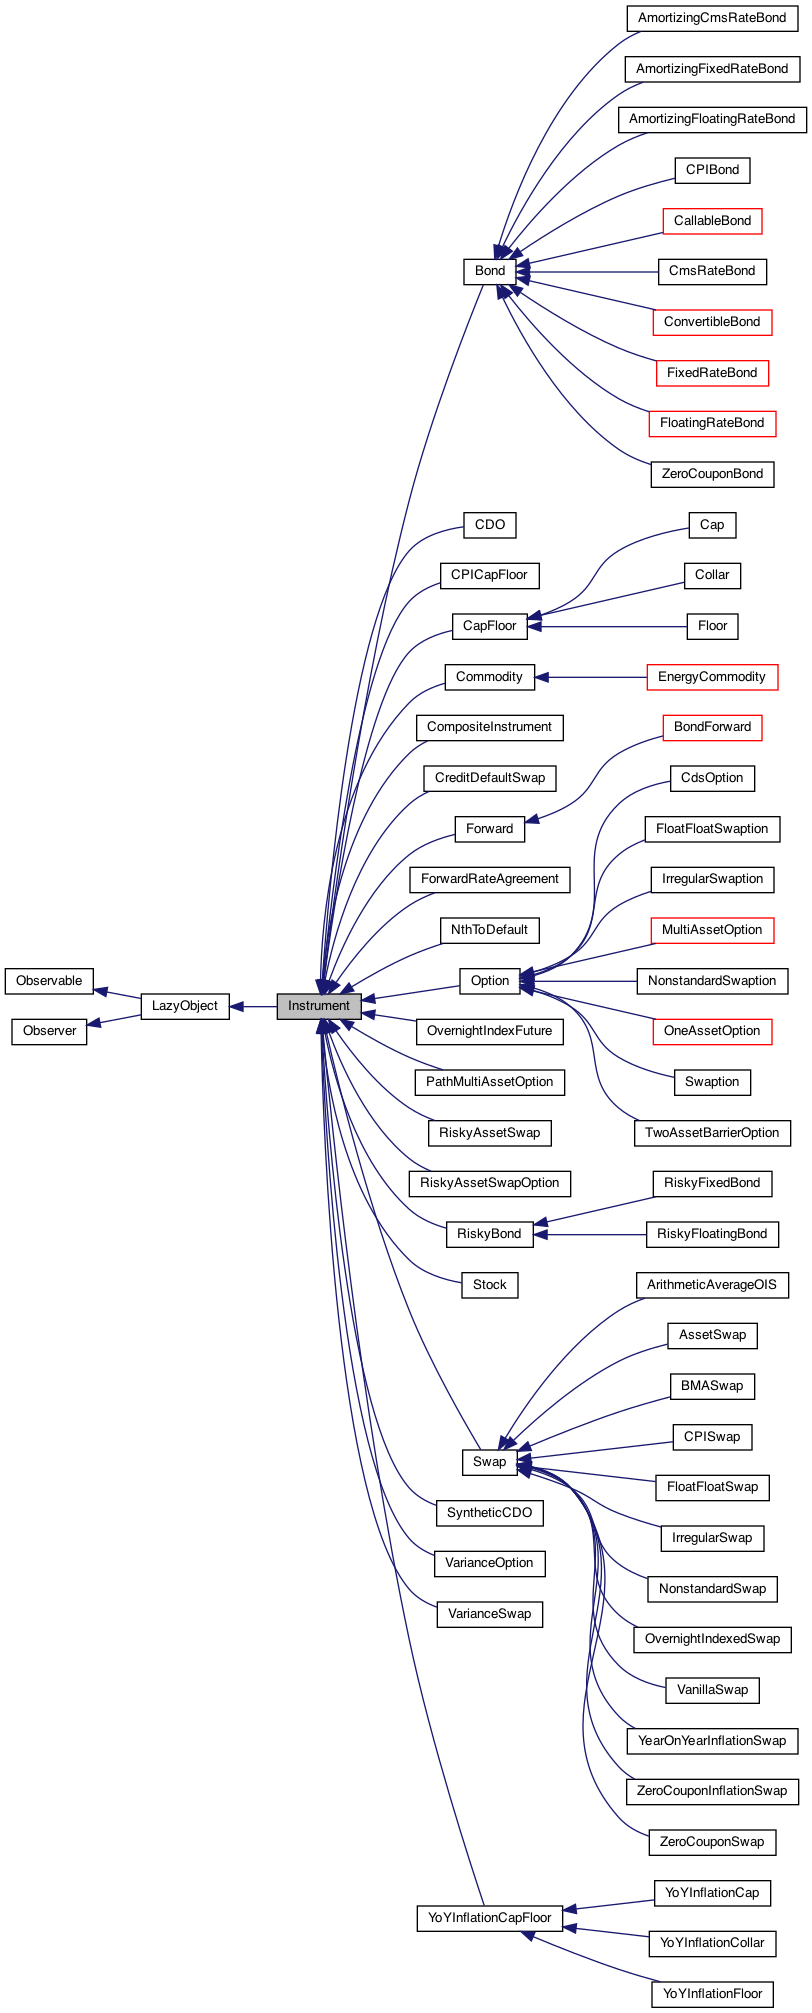 AmortizingCmsRateBond
AmortizingFixedRateBond
AmortizingFloatingRateBond
CPIBond
CallableBond
Bond
CmsRateBond
ConvertibleBond
FixedRateBond
FloatingRateBond
ZeroCouponBond
CDO
Cap
CPICapFloor
Collar
CapFloor
Floor
Commodity
EnergyCommodity
CompositeInstrument
BondForward
CreditDefaultSwap
CdsOption
Forward
FloatFloatSwaption
ForwardRateAgreement
IrregularSwaption
NthToDefault
MultiAssetOption
Observable
Option
NonstandardSwaption
LazyObject
Instrument
Observer
OvernightIndexFuture
OneAssetOption
PathMultiAssetOption
Swaption
RiskyAssetSwap
TwoAssetBarrierOption
RiskyAssetSwapOption
RiskyFixedBond
RiskyBond
RiskyFloatingBond
Stock
ArithmeticAverageOIS
AssetSwap
BMASwap
CPISwap
Swap
FloatFloatSwap
SyntheticCDO
IrregularSwap
VarianceOption
NonstandardSwap
VarianceSwap
OvernightIndexedSwap
VanillaSwap
YearOnYearInflationSwap
ZeroCouponInflationSwap
ZeroCouponSwap
YoYInflationCap
YoYInflationCapFloor
YoYInflationCollar
YoYInflationFloor